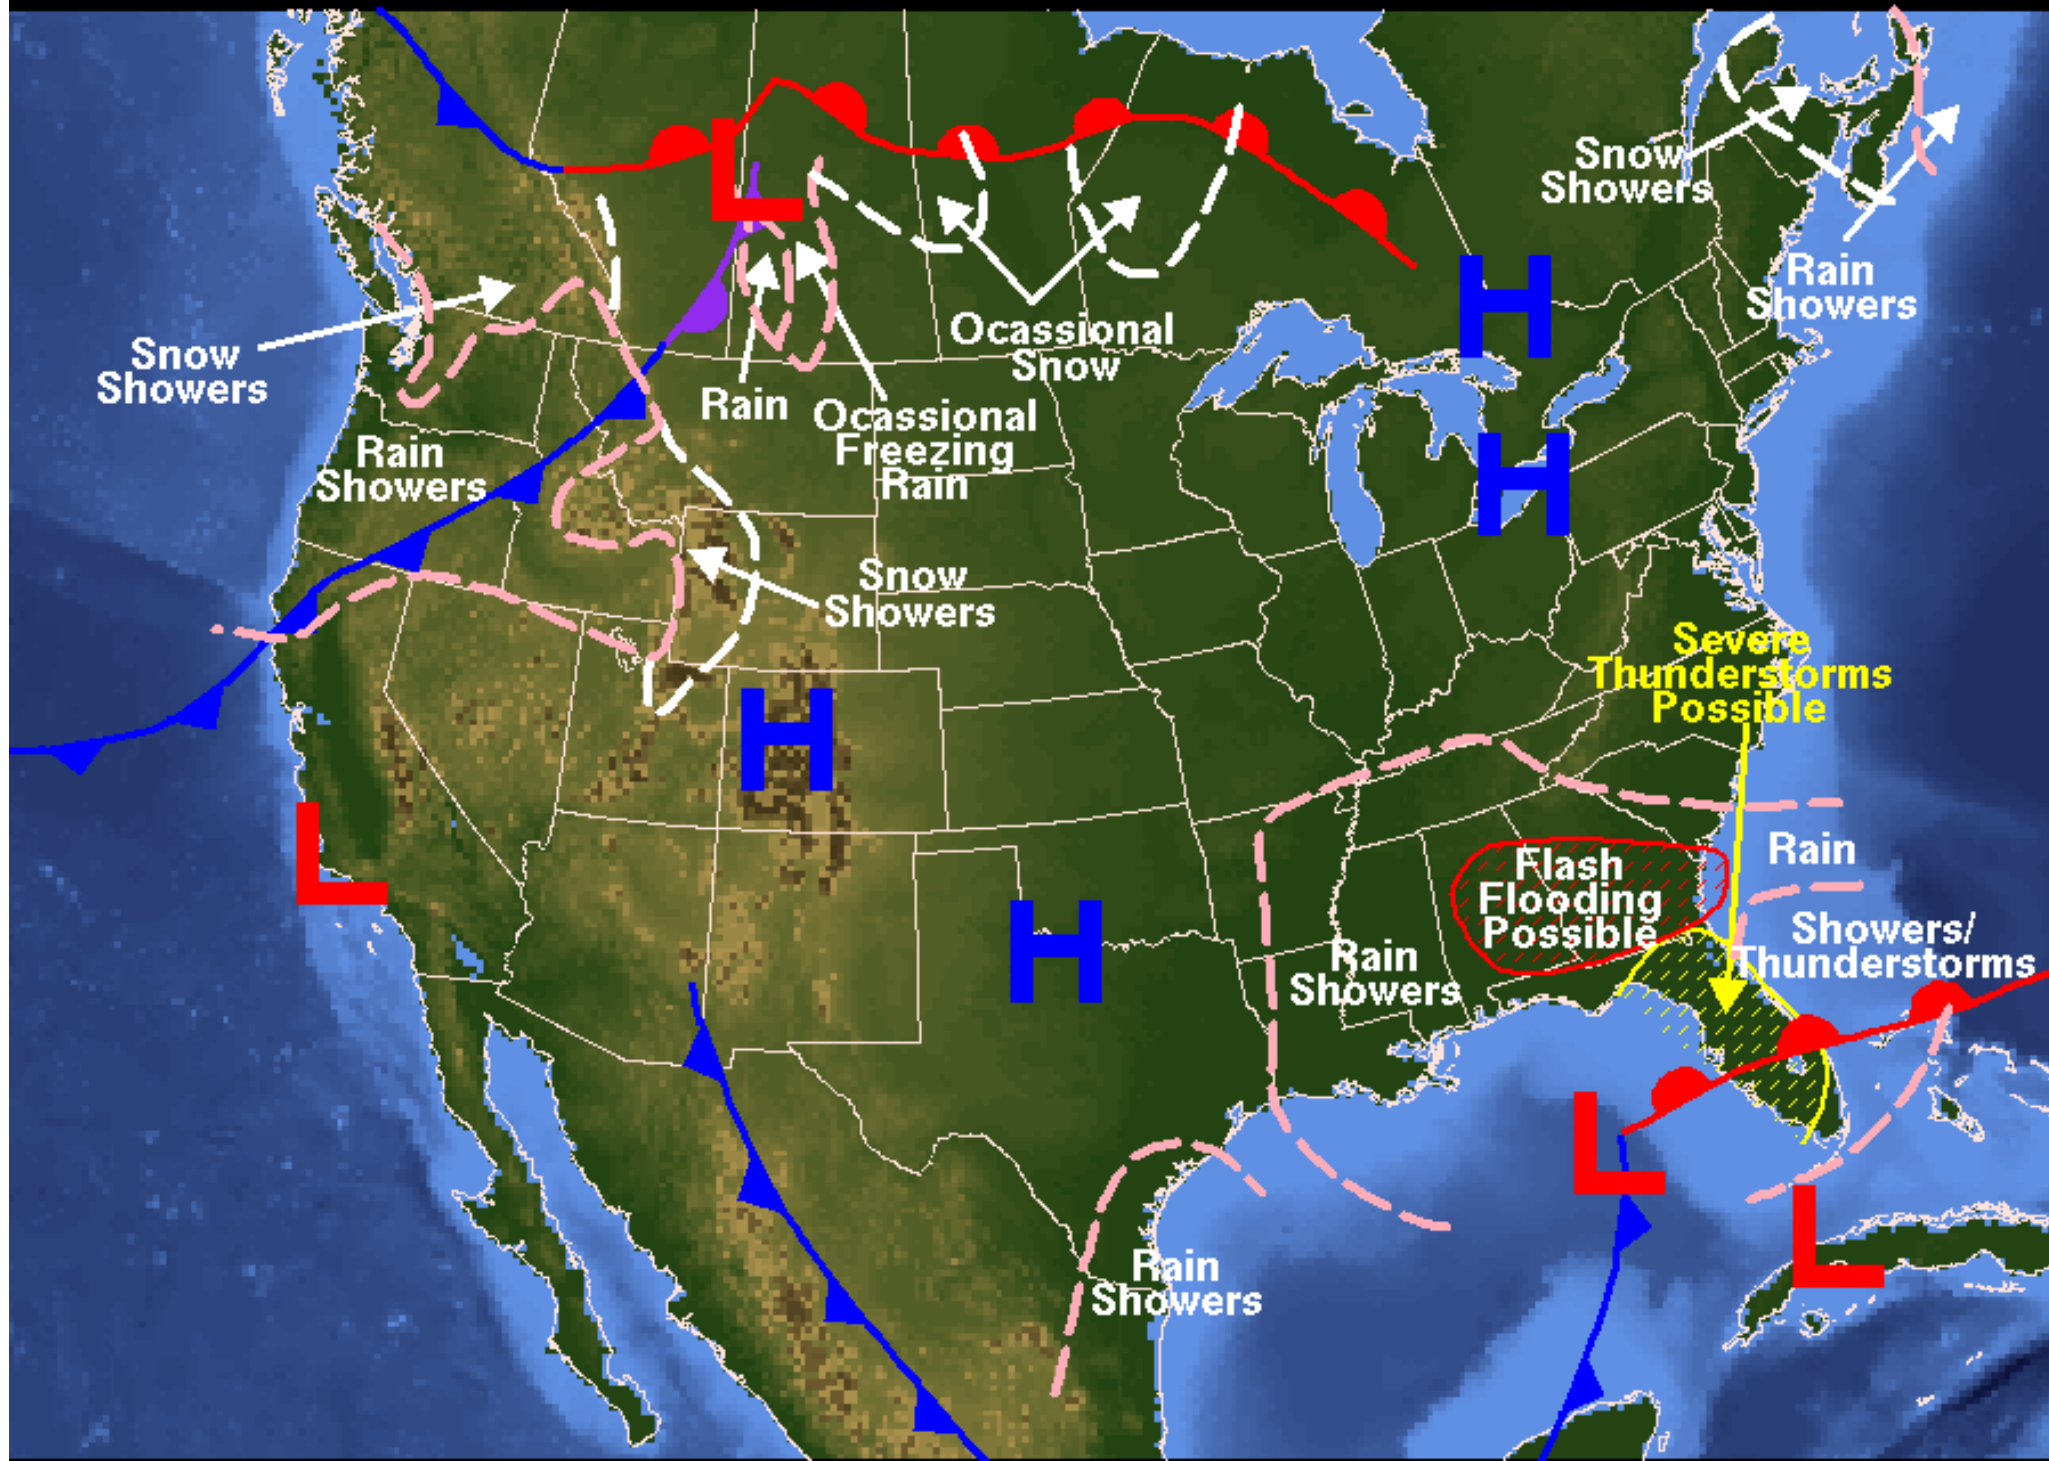 Snow
Showers
Rain
Showers
Snow
Showers
L
Ocassional
Snow
H
Rain
Ocassional
Freezing
Rain
Rain
Showers
H
Snow
Showers
Severe
Thunderstorms
Possible
H
L
Flash
Flooding
Possible
Rain
H
Rain
Showers
Showers/
Thunderstorms
L
L
Rain
Showers